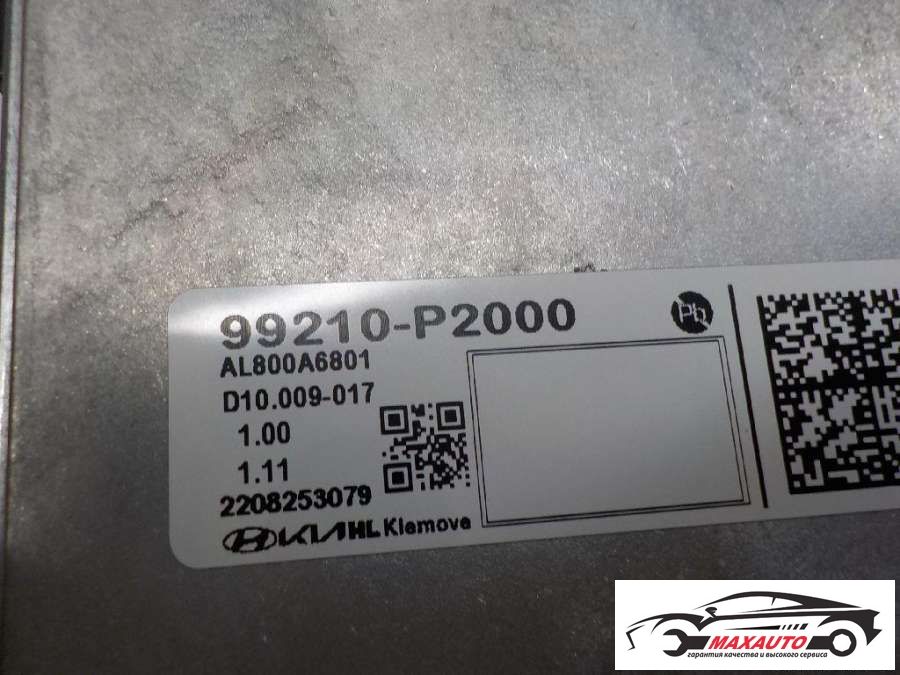 99210-P2000
Pb
AL800A6801
D10.009-017
1.00
1.11
2208253079
KIA HL Klemove
MAXAUTO
гарантия качества и высокого сервиса